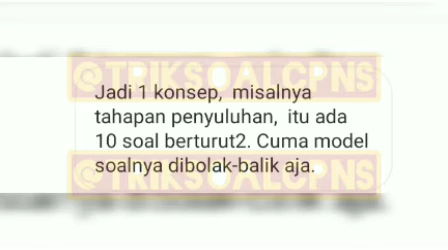 @TRIKSOALCPNS
Jadi 1 konsep, misalnya
tahapan penyuluhan, itu ada
10 soal berturut2. Cuma model
soalnya dibolak-balik aja.
@TRIKSOALCPNS